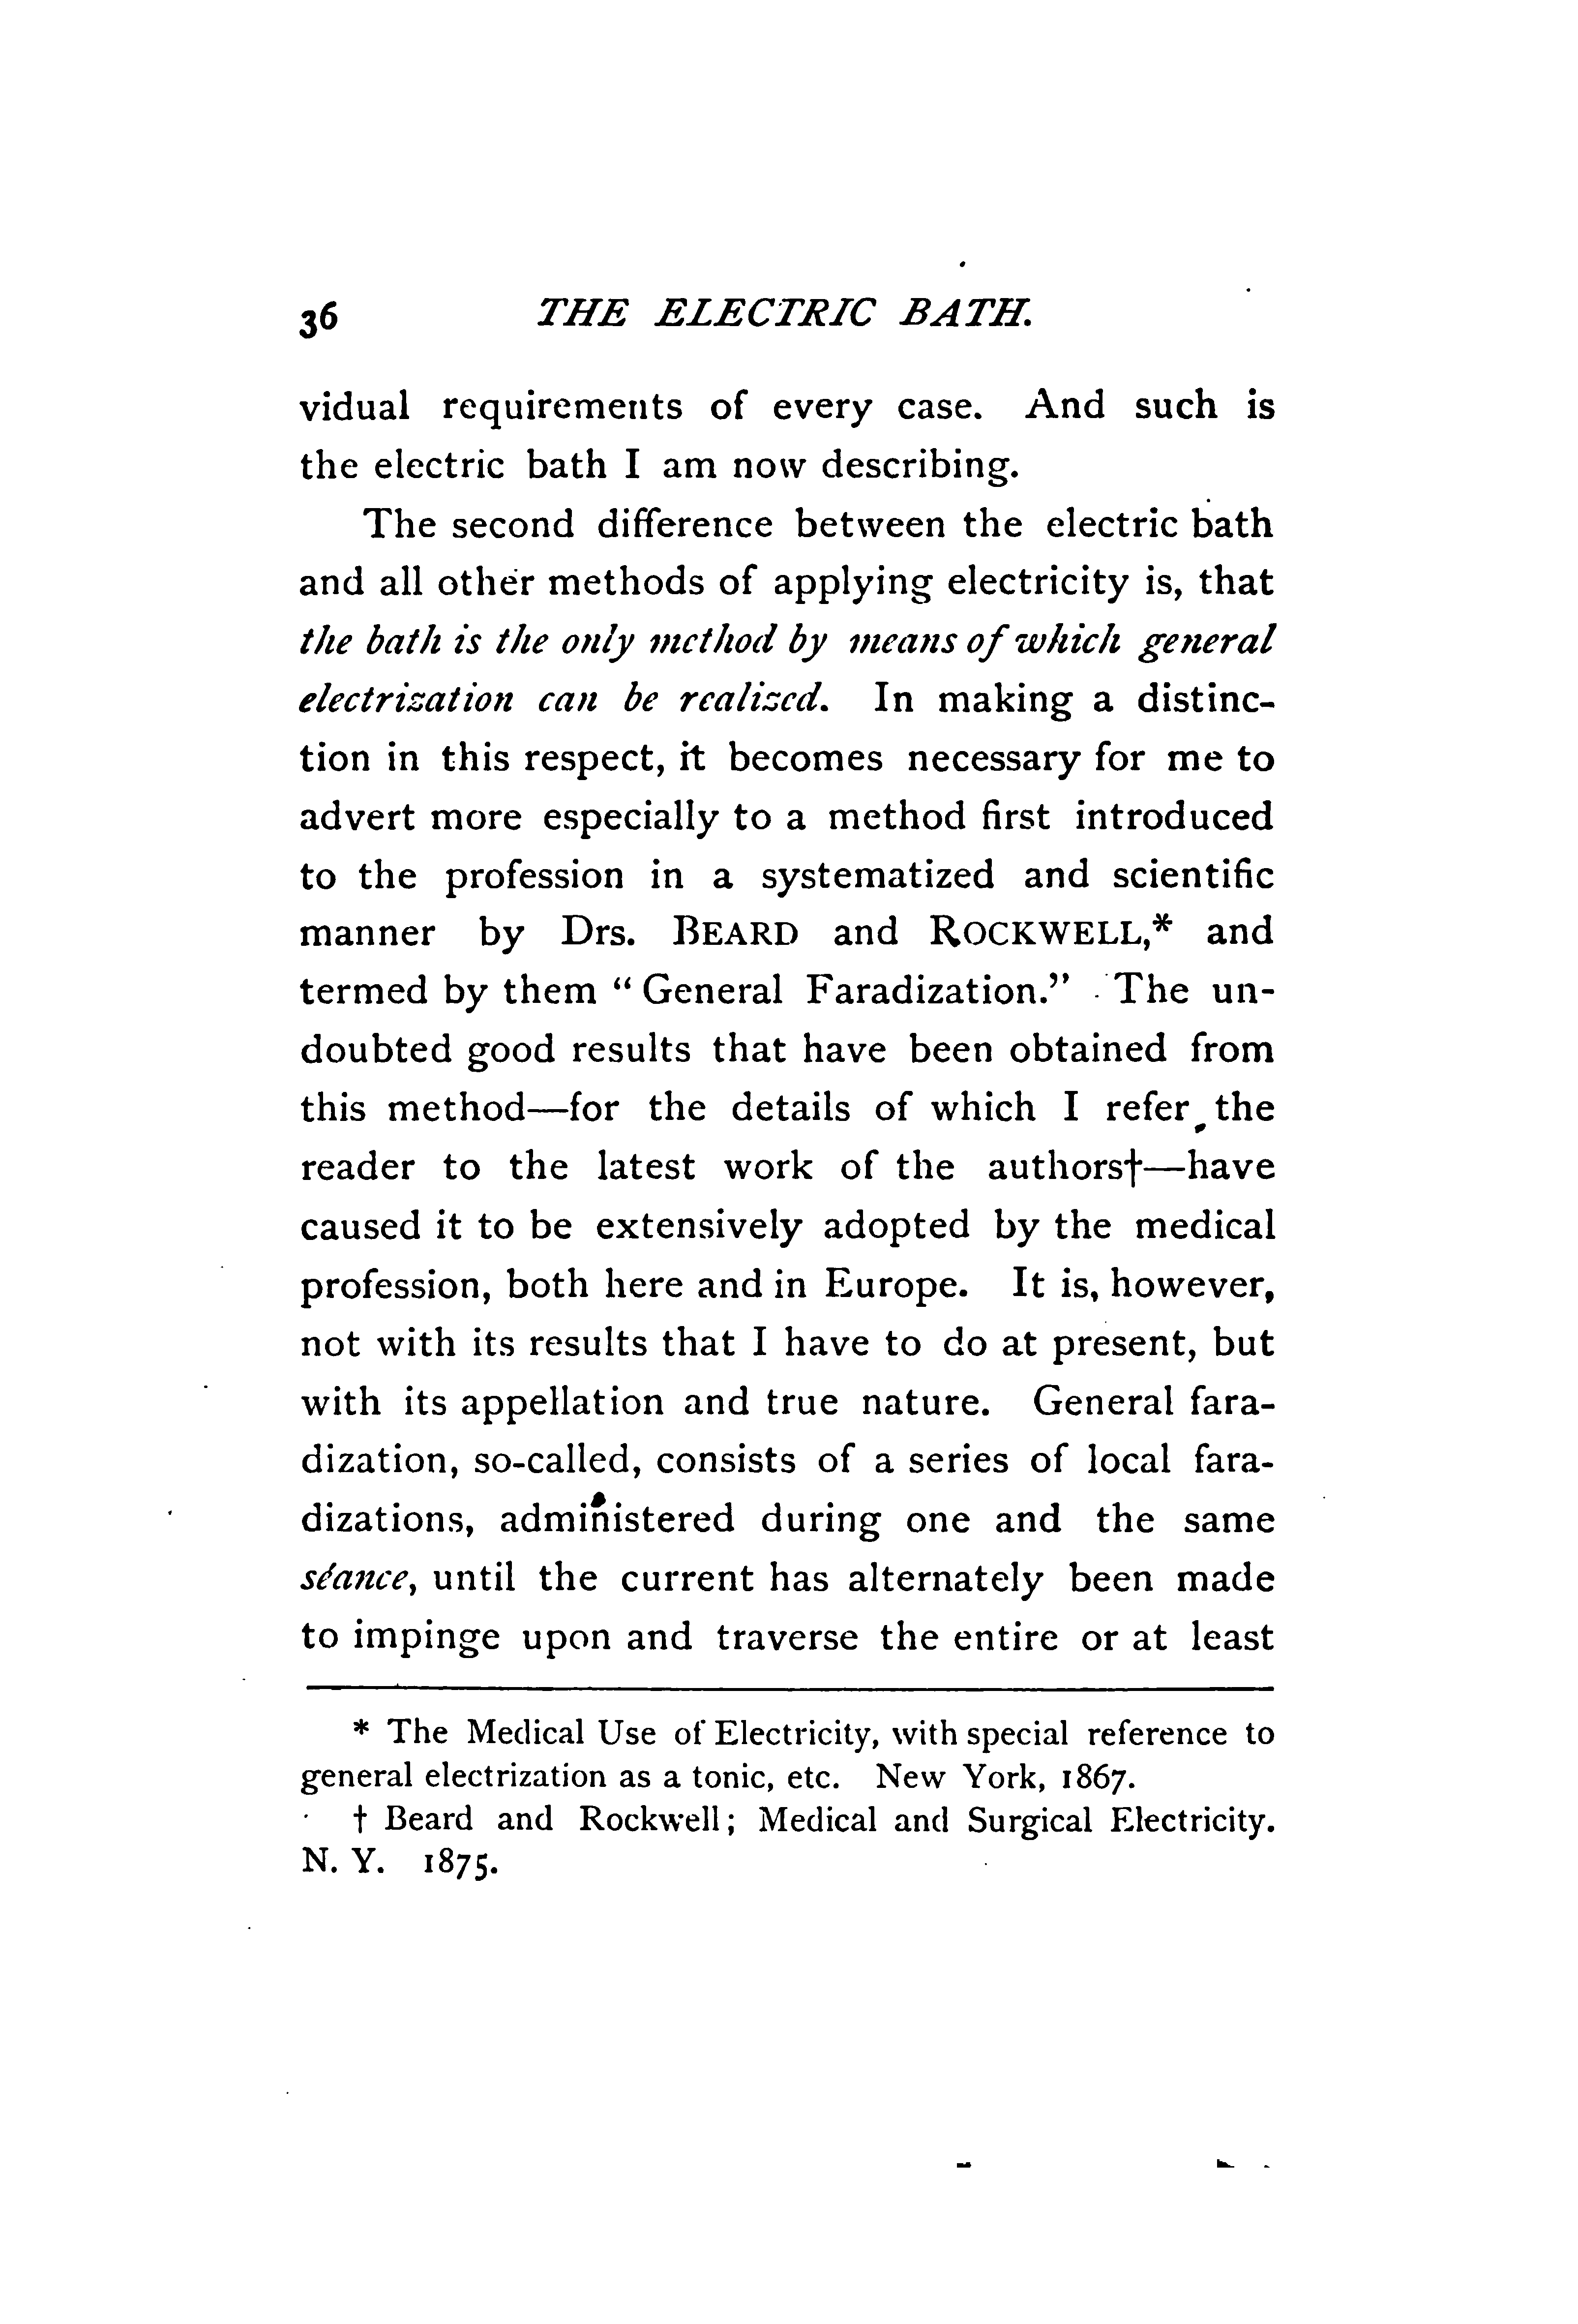 36 THE ELECTRIC BATH.
vidual requirements of every case. And such is
the electric bath I am now describing.
The second difference between the electric bath
and all other methods of applying electricity is, that
the bath is the only method by means of which general
electrization can be realized. In making a distinc-
tion in this respect, it becomes necessary for me to
advert more especially to a method first introduced
to the profession in a systematized and scientific
manner by Drs. BEARD and ROCKWELL,* and
termed by them “ General Faradization.” The un-
doubted good results that have been obtained from
this method—for the details of which I refer the
reader to the latest work of the authors†—have
caused it to be extensively adopted by the medical
profession, both here and in Europe. It is, however,
not with its results that I have to do at present, but
with its appellation and true nature. General fara-
dization, so-called, consists of a series of local fara-
dizations, administered during one and the same
séance, until the current has alternately been made
to impinge upon and traverse the entire or at least
* The Medical Use of Electricity, with special reference to
general electrization as a tonic, etc. New York, 1867.
† Beard and Rockwell; Medical and Surgical Electricity.
N. Y. 1875.